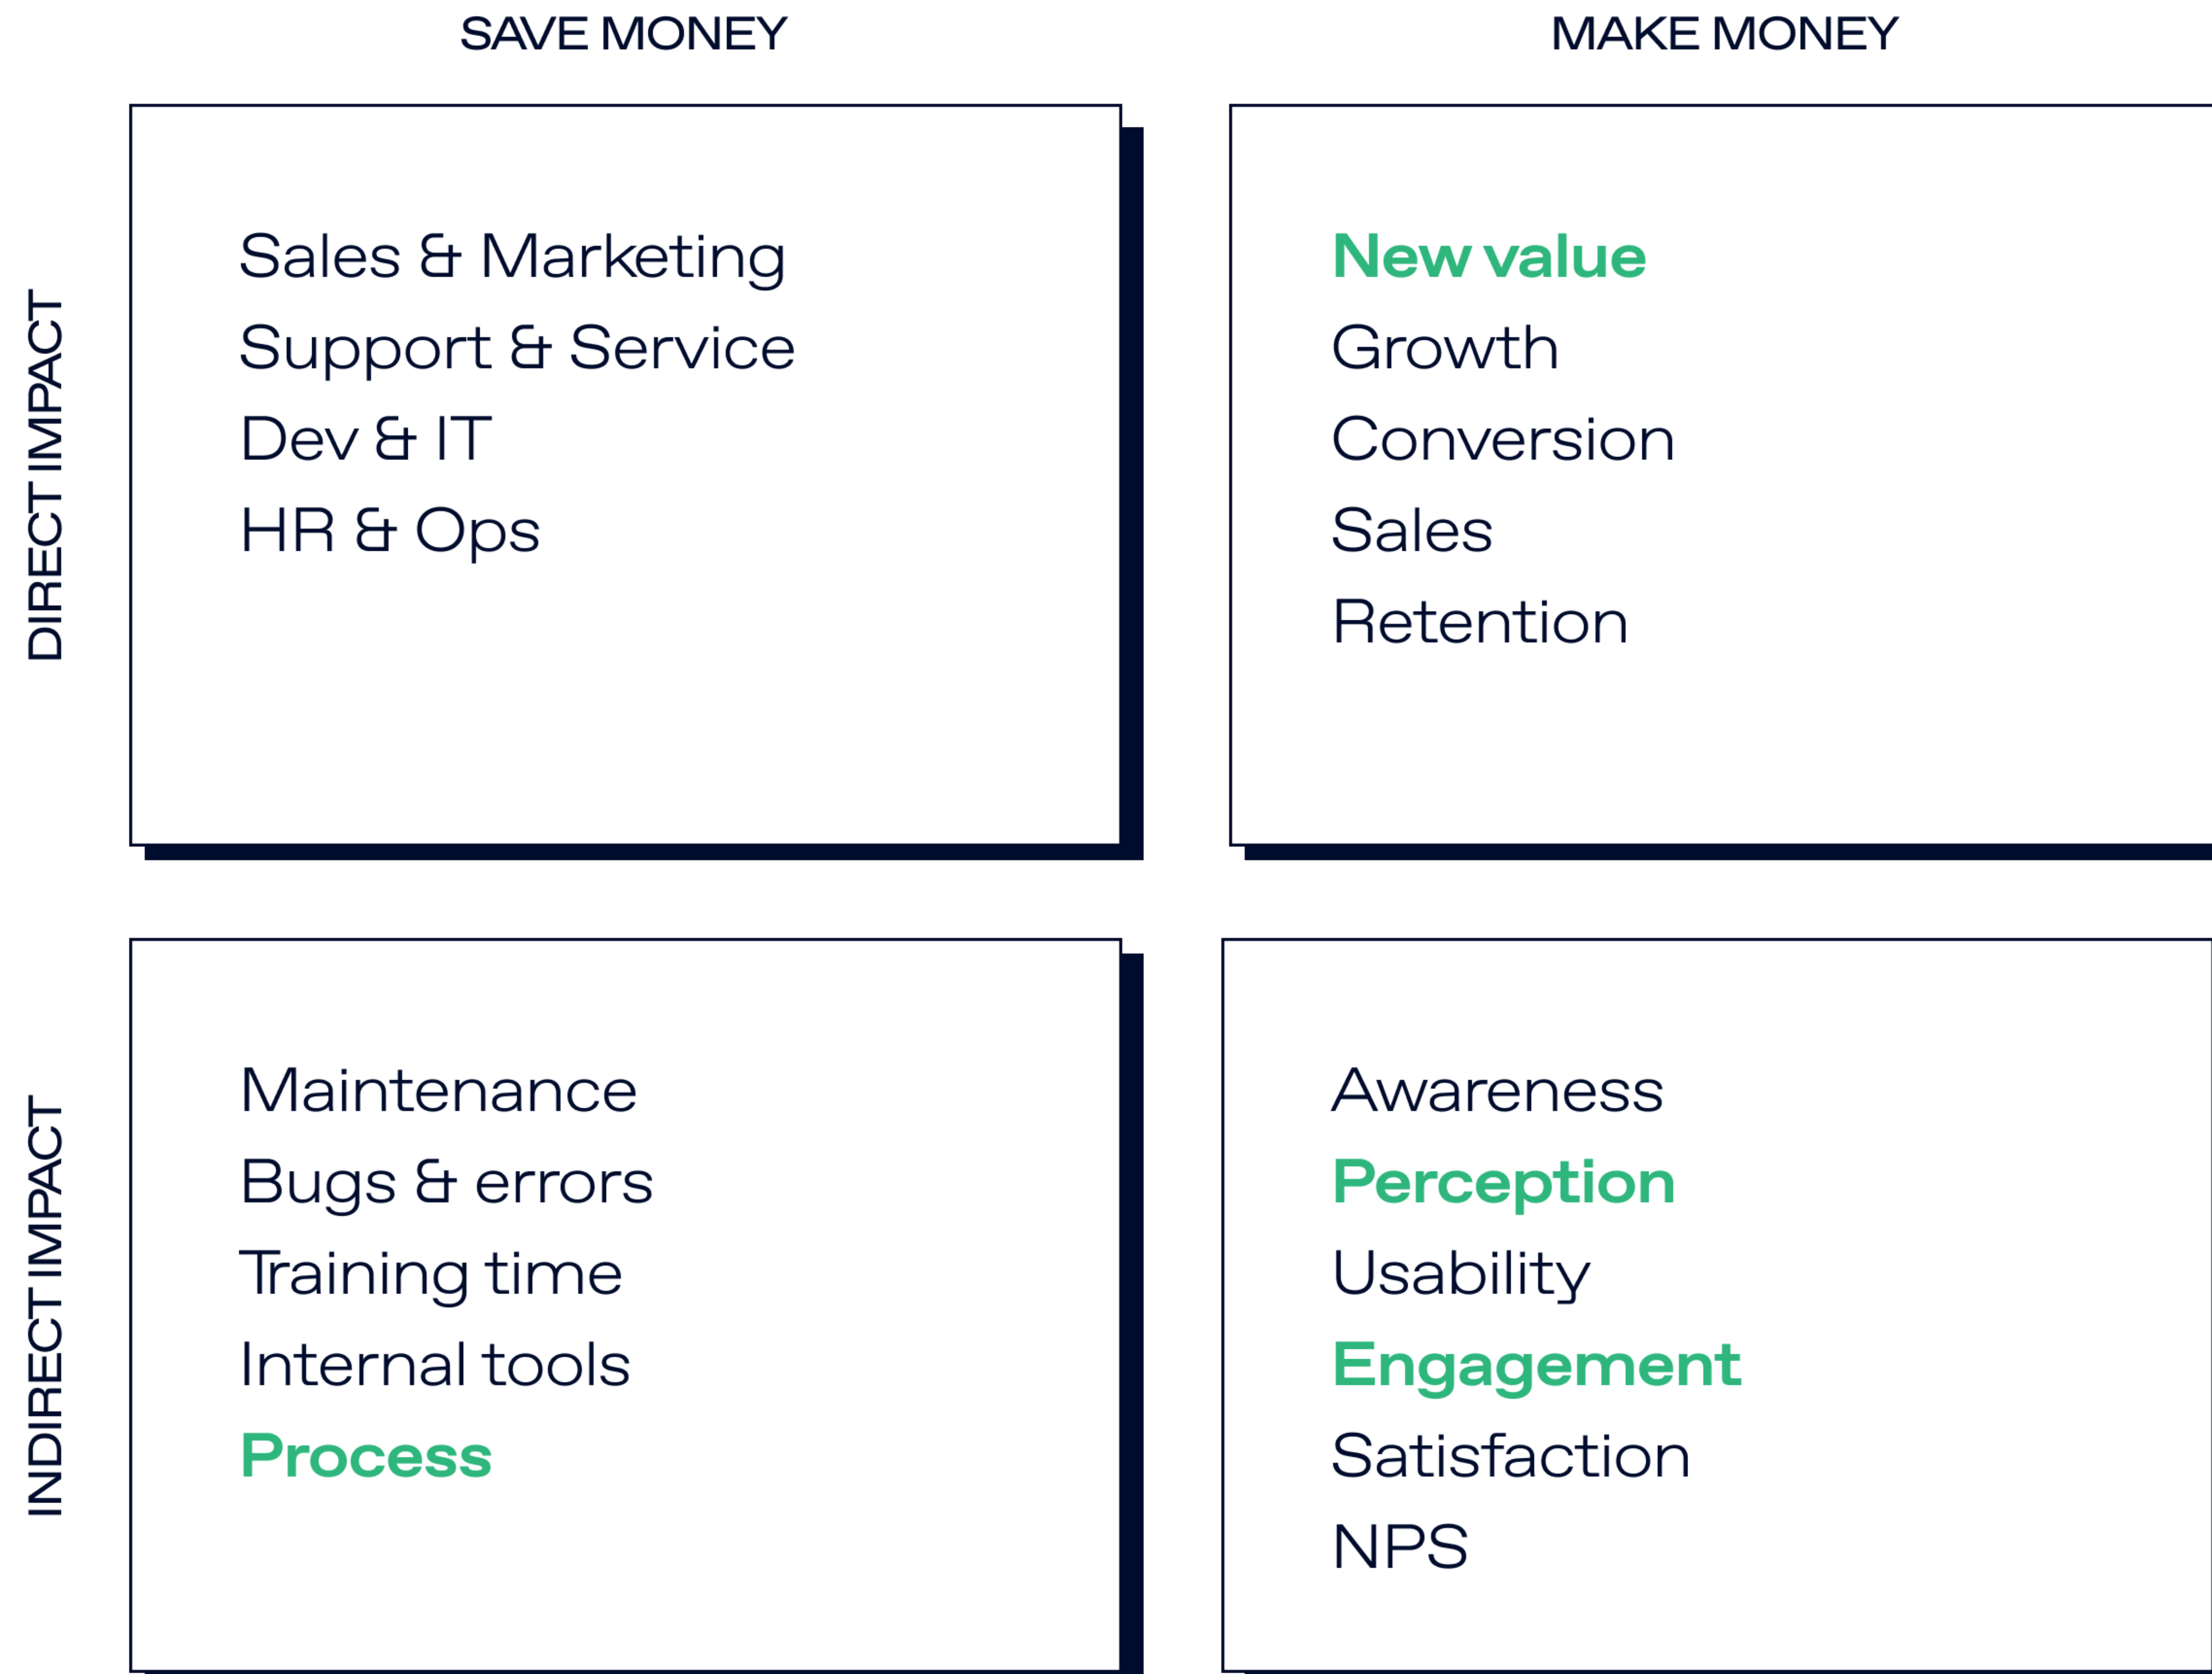 SAVE MONEY
MAKE MONEY
DIRECT IMPACT
Sales & Marketing
Support & Service
Dev & IT
HR & Ops
New value
Growth
Conversion
Sales
Retention
INDIRECT IMPACT
Maintenance
Bugs & errors
Training time
Internal tools
Process
Awareness
Perception
Usability
Engagement
Satisfaction
NPS